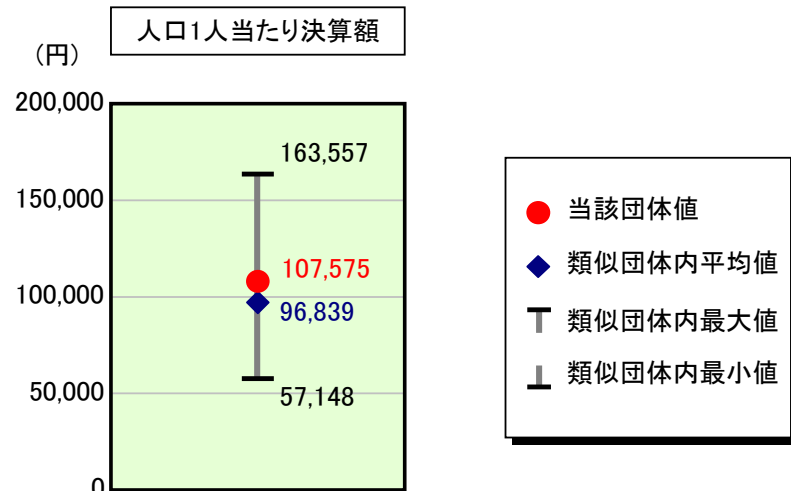 人口1人当たり決算額
（円）
200,000
150,000
100,000
50,000
0
163,557
107,575
96,839
57,148
当該団体値
類似団体内平均値
類似団体内最大値
類似団体内最小値